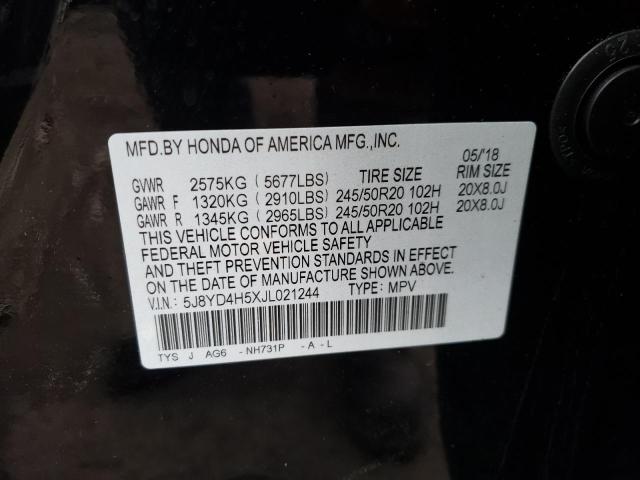 MFD.BY HONDA OF AMERICA MFG.,INC.
05/'18
GVWR 2575KG ( 5677LBS) TIRE SIZE RIM SIZE
GAWR F 1320KG ( 2910LBS) 245/50R20 102H 20X8.0J
GAWR R 1345KG ( 2965LBS) 245/50R20 102H 20X8.0J
THIS VEHICLE CONFORMS TO ALL APPLICABLE
FEDERAL MOTOR VEHICLE SAFETY
AND THEFT PREVENTION STANDARDS IN EFFECT
ON THE DATE OF MANUFACTURE SHOWN ABOVE.
V.I.N.: 5J8YD4H5XJL021244 TYPE: MPV
TYS J AG6 -NH731P -A-L